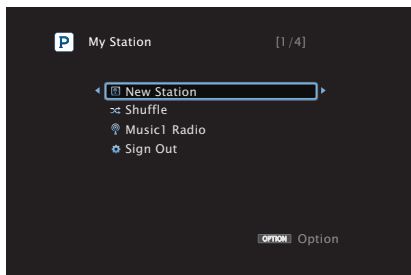 P My Station [1/4]
New Station
Shuffle
Music1 Radio
Sign Out
OPTION Option